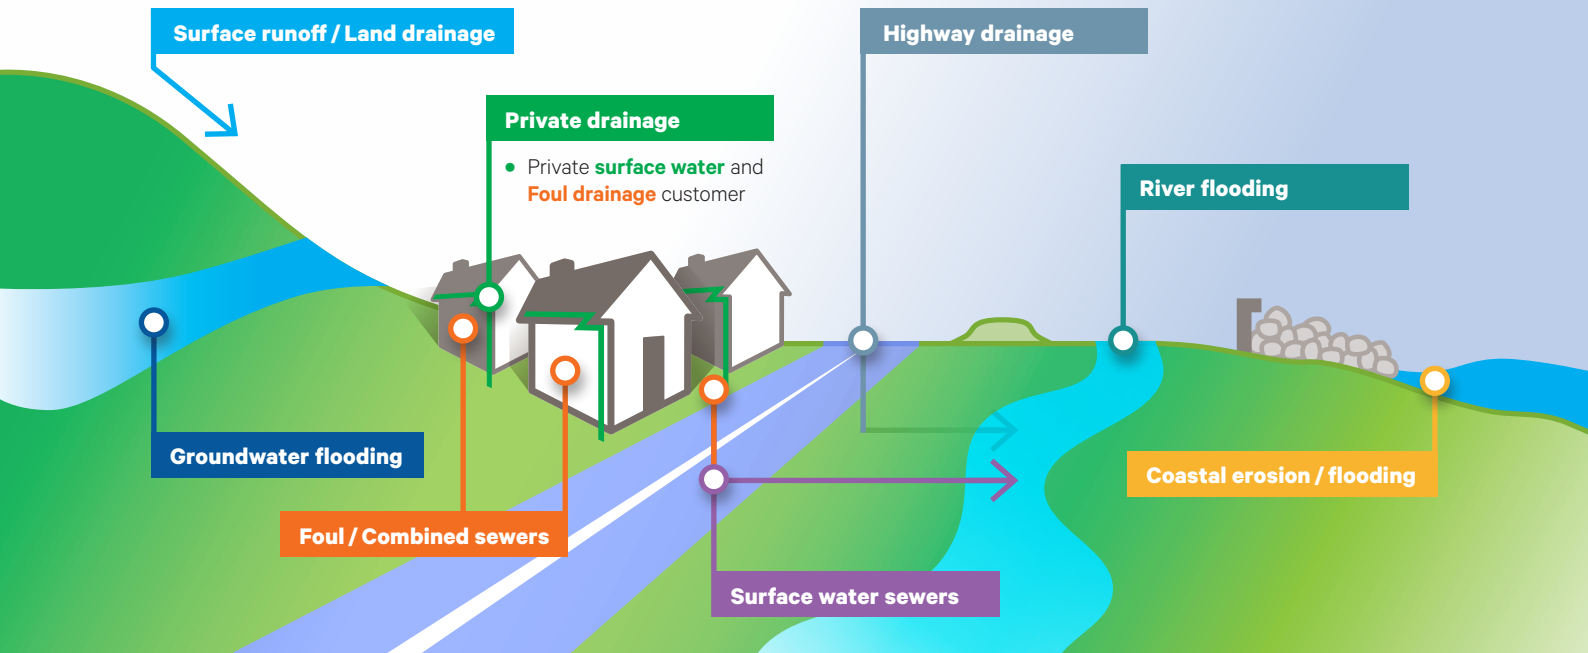 Surface runoff / Land drainage
Highway drainage
Private drainage
• Private surface water and
Foul drainage customer
River flooding
Groundwater flooding
Coastal erosion / flooding
Foul / Combined sewers
Surface water sewers